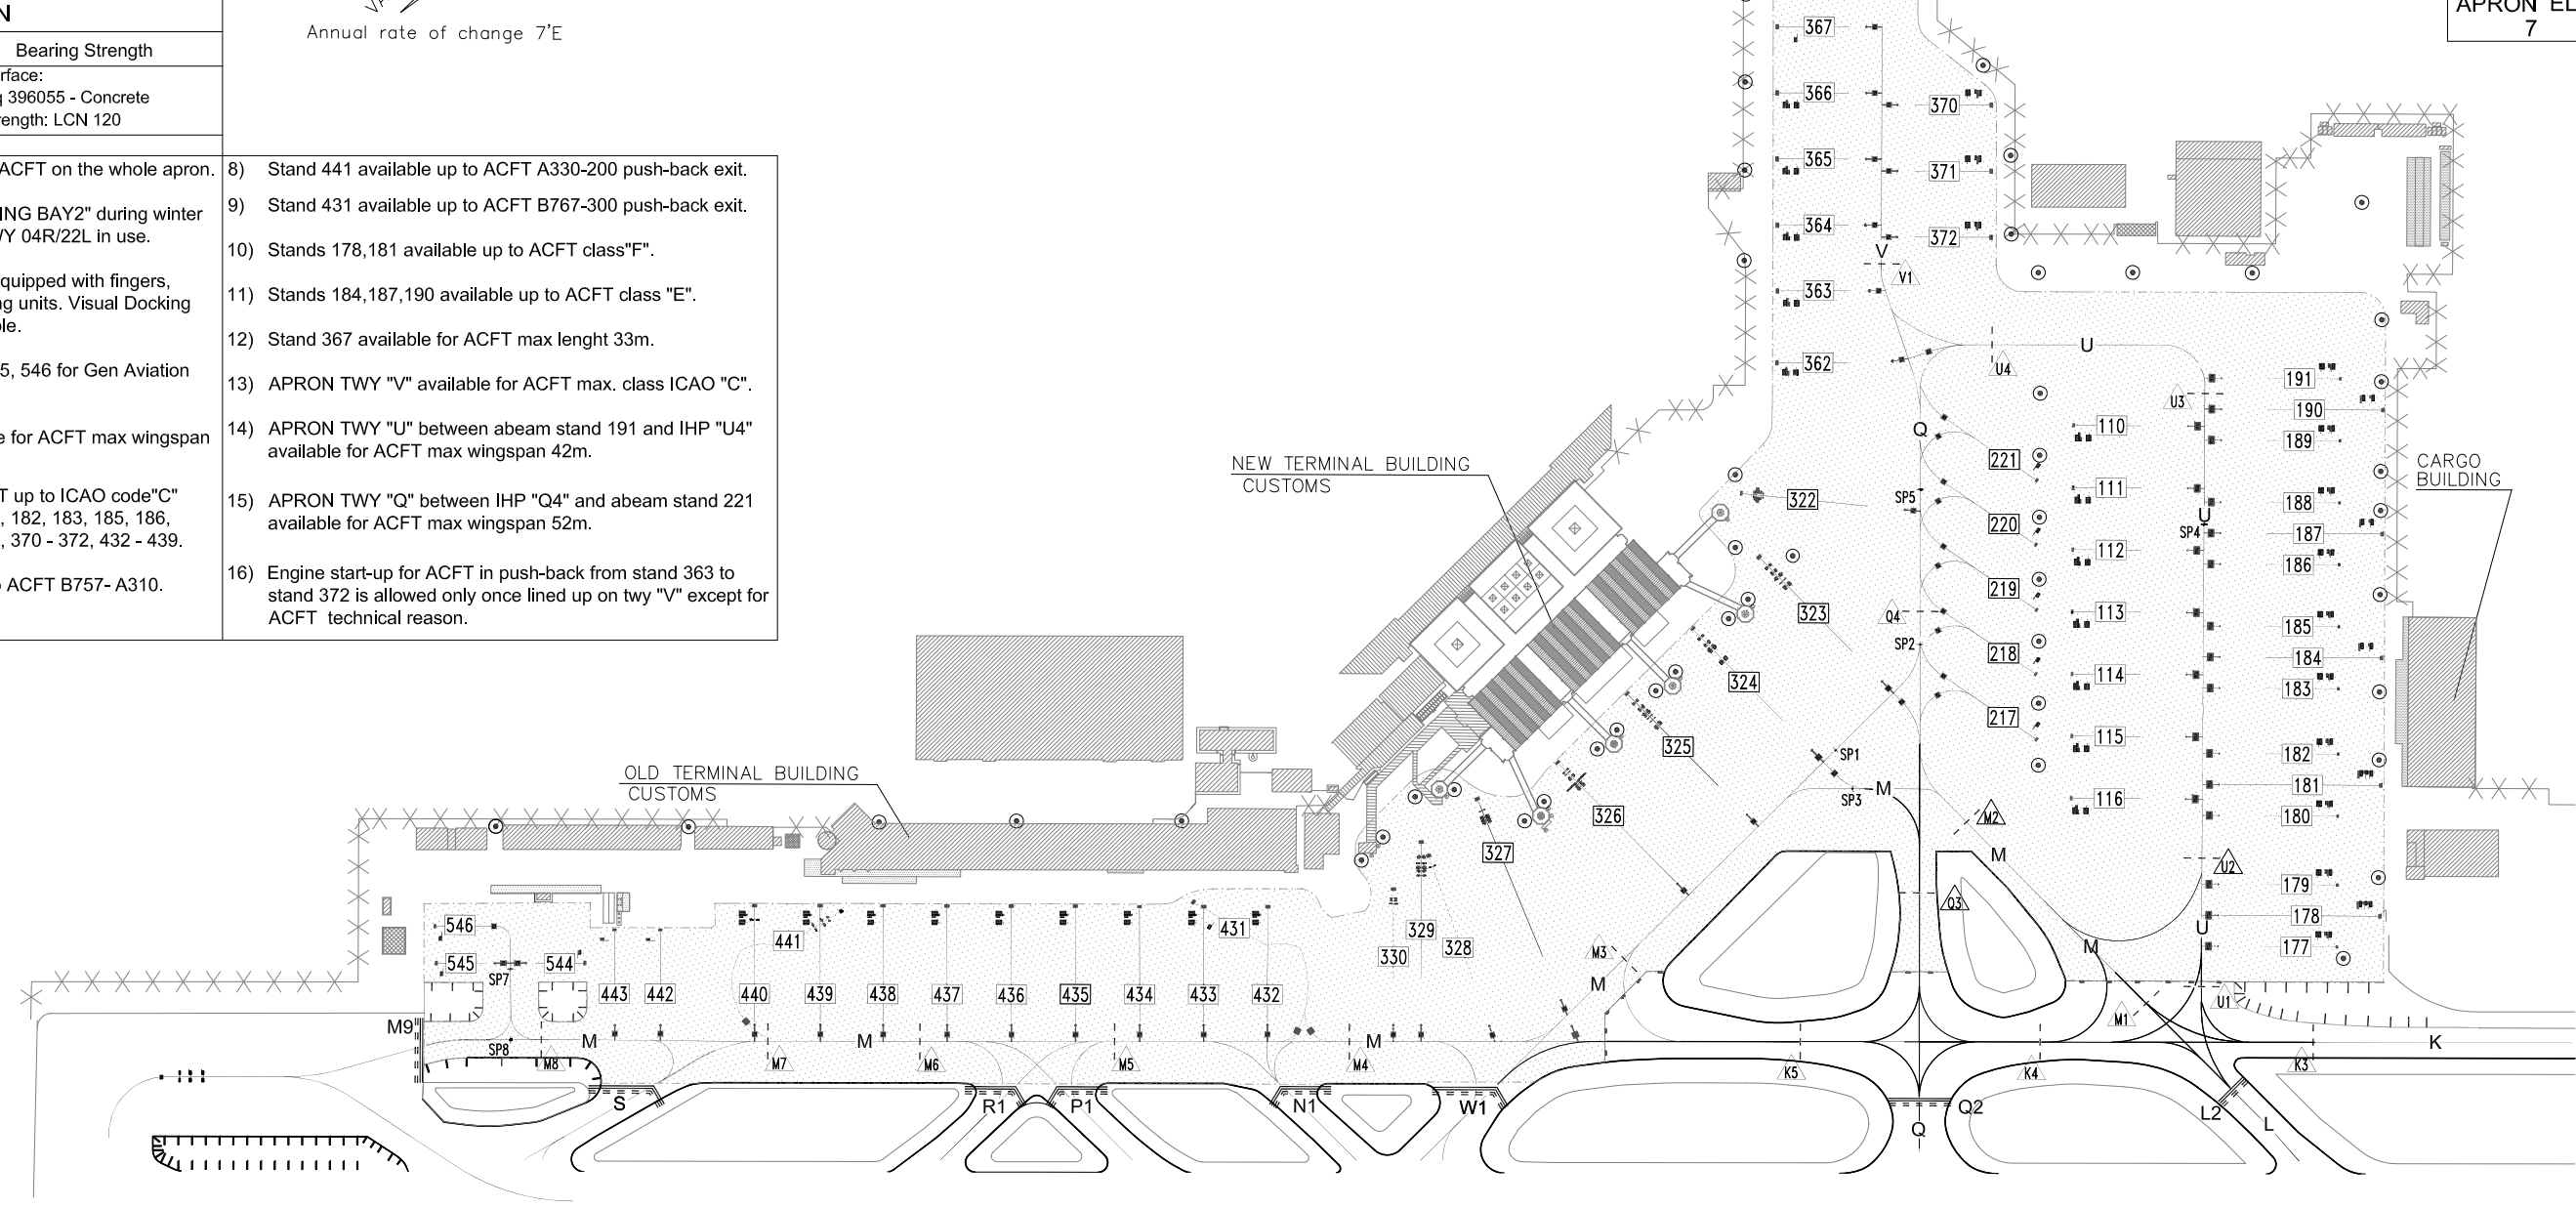 N
Bearing Strength
rface:
396055 - Concrete
rength: LCN 120
ACFT on the whole apron.
ING BAY2" during winter
WY 04R/22L in use.
quipped with fingers,
ng units. Visual Docking
ole.
5, 546 for Gen Aviation
e for ACFT max wingspan
T up to ICAO code"C"
, 182, 183, 185, 186,
, 370 - 372, 432 - 439.
o ACFT B757- A310.
Annual rate of change 7'E
8) Stand 441 available up to ACFT A330-200 push-back exit.
9) Stand 431 available up to ACFT B767-300 push-back exit.
10) Stands 178,181 available up to ACFT class"F".
11) Stands 184,187,190 available up to ACFT class "E".
12) Stand 367 available for ACFT max lenght 33m.
13) APRON TWY "V" available for ACFT max. class ICAO "C".
14) APRON TWY "U" between abeam stand 191 and IHP "U4"
available for ACFT max wingspan 42m.
15) APRON TWY "Q" between IHP "Q4" and abeam stand 221
available for ACFT max wingspan 52m.
16) Engine start-up for ACFT in push-back from stand 363 to
stand 372 is allowed only once lined up on twy "V" except for
ACFT technical reason.
APRON EL
7
367
366
370
365
371
364
372
V
V1
363
362
U
U4
191
U3
190
110
Q
189
221
111
SP5
188
322
U
220
SP4
187
112
186
219
323
Q4
113
185
SP2
218
184
324
114
183
217
325
115
182
SP1
181
M
SP3
116
180
326
M2
327
M
U2
179
Q3
178
U
M
177
M3
M
U1
M1
NEW TERMINAL BUILDING
CUSTOMS
CARGO
BUILDING
OLD TERMINAL BUILDING
CUSTOMS
546
441
431
329
328
330
545
544
SP7
443
442
440
439
438
437
436
435
434
433
432
M9
SP8
M8
M
M7
M
M6
M5
M4
M
K5
K4
K3
K
S
R1
P1
N1
W1
Q2
Q
L2
L